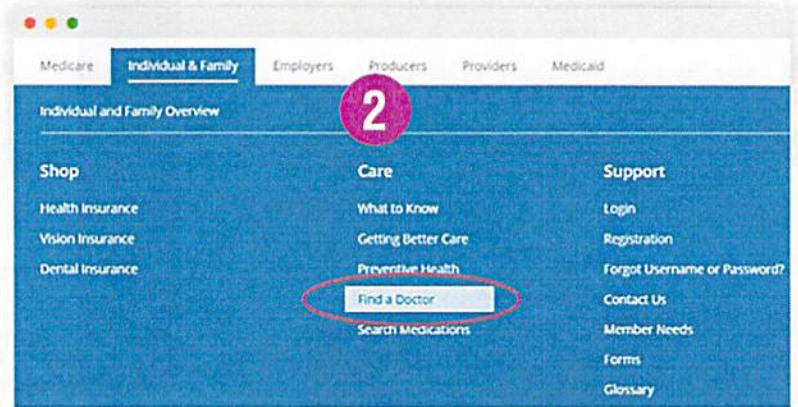 Medicare Individual & Family Employers Producers Providers Medicaid
Individual and Family Overview
2
Shop
Health Insurance
Vision Insurance
Dental Insurance
Care
What to Know
Getting Better Care
Preventive Health
Find a Doctor
Search Medications
Support
Login
Registration
Forgot Username or Password?
Contact Us
Member Needs
Forms
Glossary